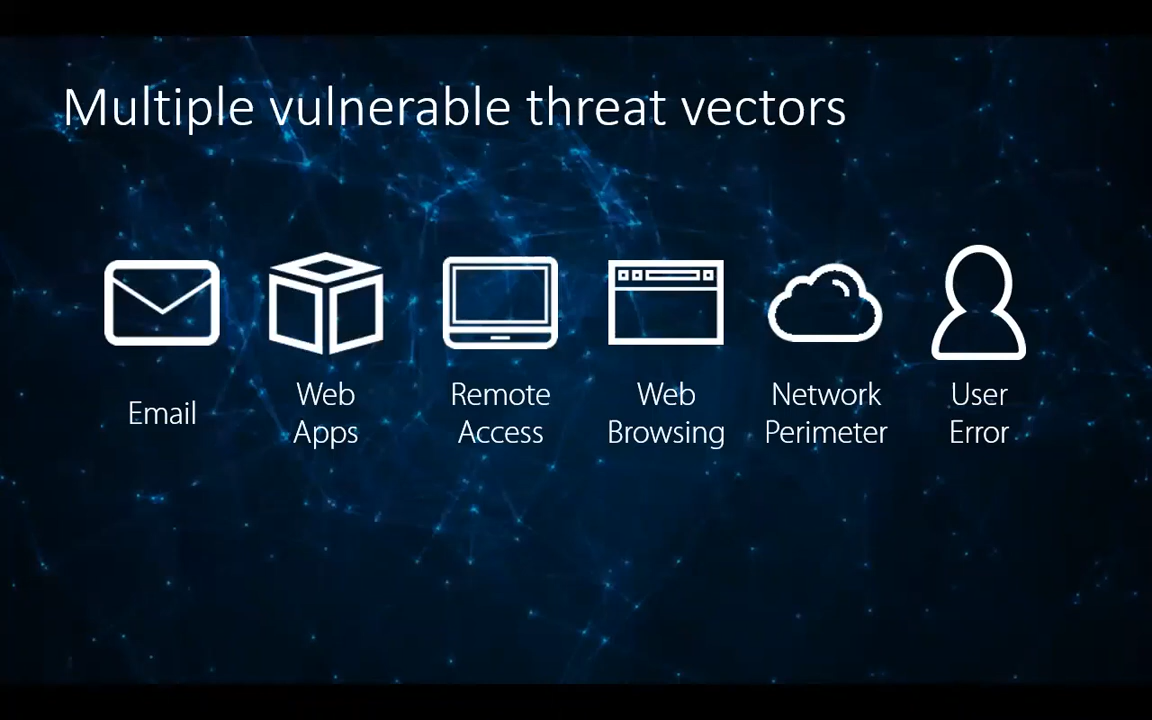 Multiple vulnerable threat vectors
Email
Web
Apps
Remote
Access
Web
Browsing
Network
Perimeter
User
Error